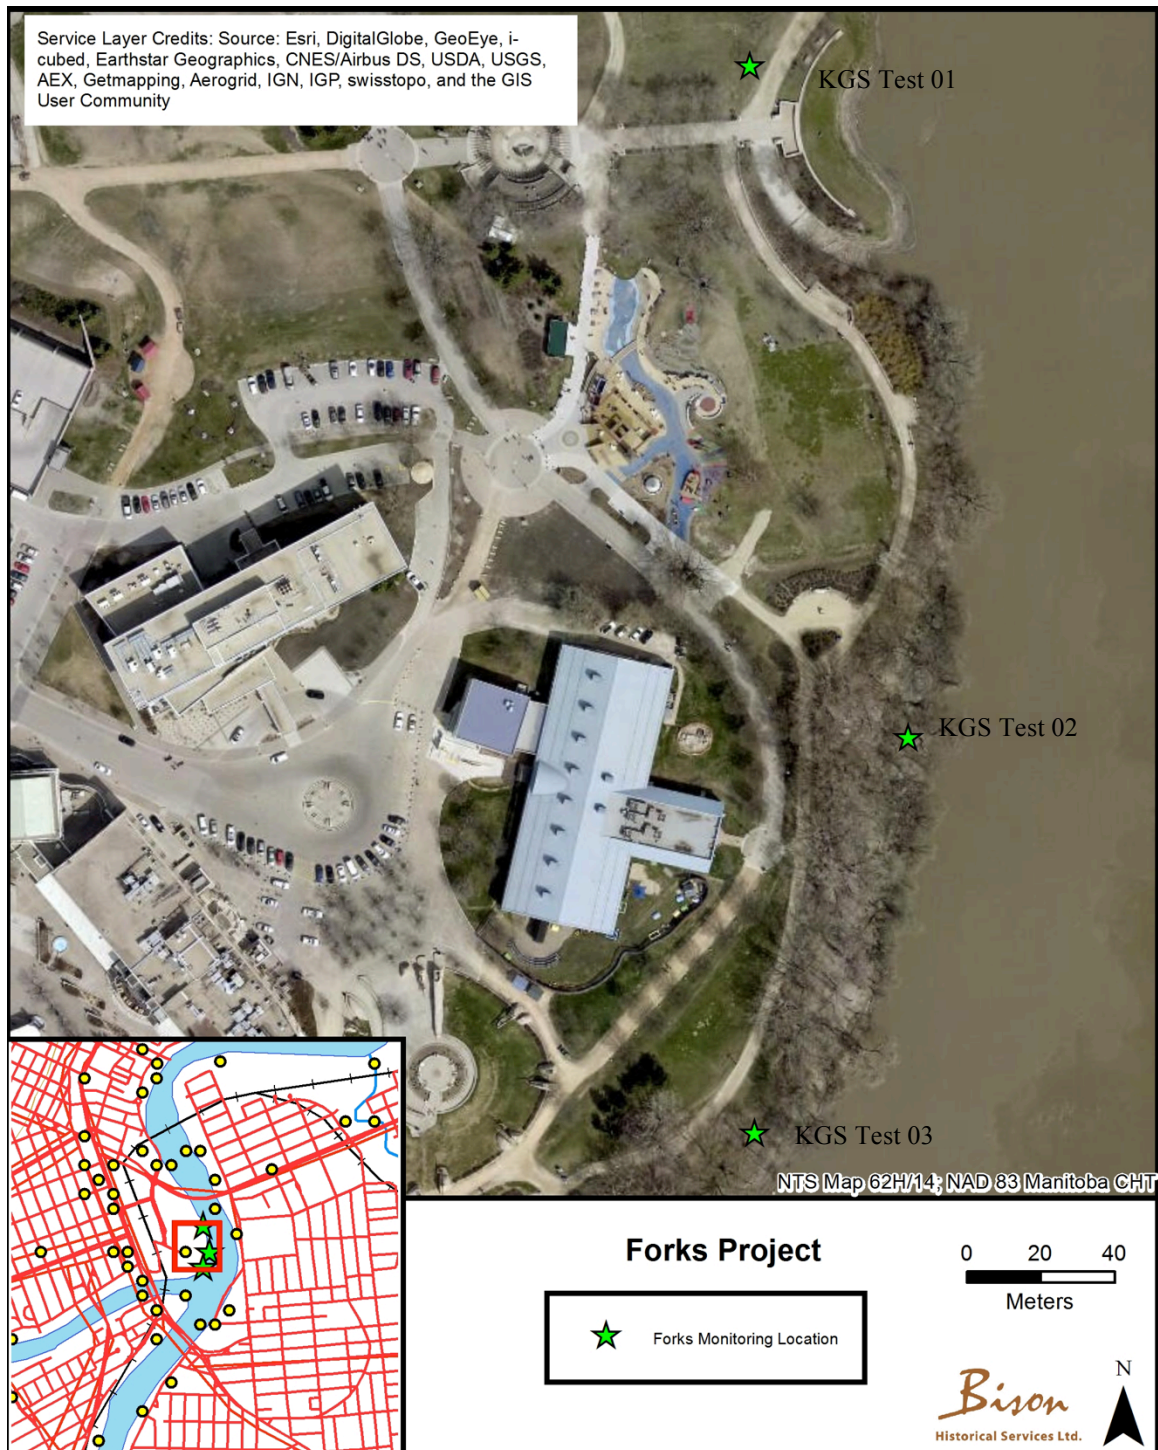 Service Layer Credits: Source: Esri, DigitalGlobe, GeoEye, i-
cubed, Earthstar Geographics, CNES/Airbus DS, USDA, USGS,
AEX, Getmapping, Aerogrid, IGN, IGP, swisstopo, and the GIS
User Community
KGS Test 01
KGS Test 02
KGS Test 03
NTS Map 62H/14; NAD 83 Manitoba CHT
Forks Project
Forks Monitoring Location
0 20 40
Meters
N
Bison
Historical Services Ltd.